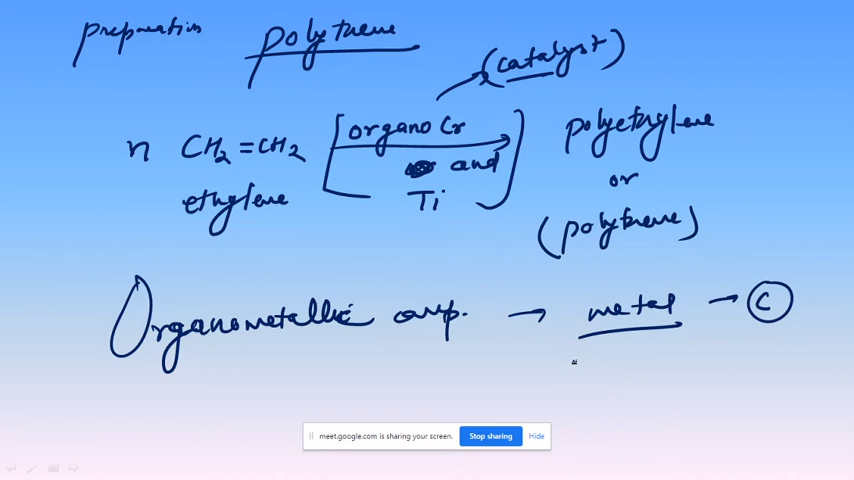 preparation polythene
(catalyst)
n CH2 = CH2 [organo Cr and Ti] polyethylene
ethylene or
(polythene)
Organometallic comp. → metal → C
meet.google.com is sharing your screen. Stop sharing Hide